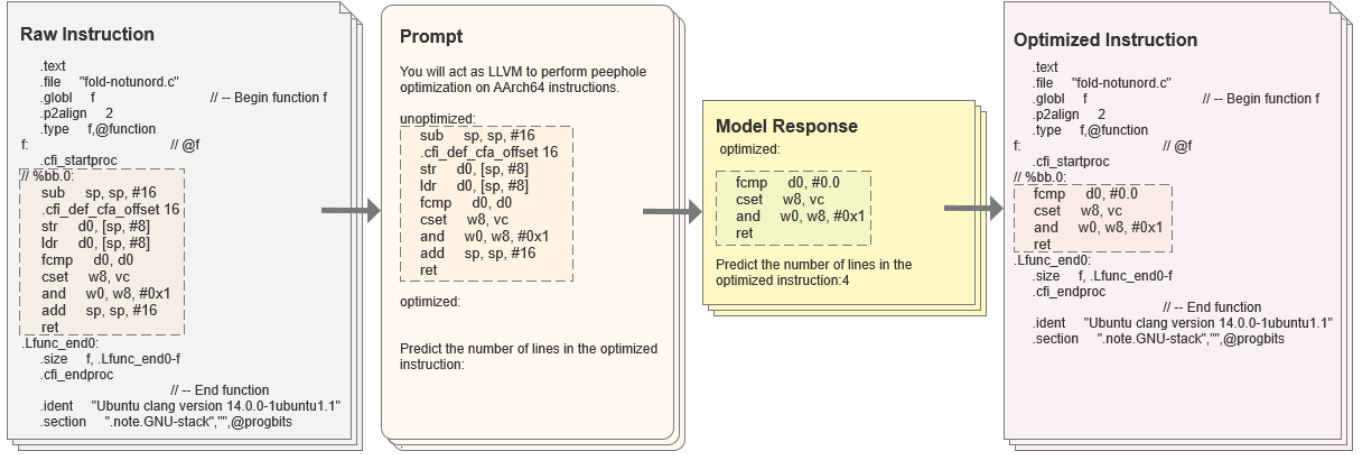 Raw Instruction
.text
.file "fold-notunord.c"
.globl f // -- Begin function f
.p2align 2
.type f,@function
f: // @f
.cfi_startproc
// %bb.0:
sub sp, sp, #16
.cfi_def_cfa_offset 16
str d0, [sp, #8]
ldr d0, [sp, #8]
fcmp d0, d0
cset w8, vc
and w0, w8, #0x1
add sp, sp, #16
ret
.Lfunc_end0:
.size f, .Lfunc_end0-f
.cfi_endproc
// -- End function
.ident "Ubuntu clang version 14.0.0-1ubuntu1.1"
.section ".note.GNU-stack","",@progbits
Prompt
You will act as LLVM to perform peephole
optimization on AArch64 instructions.
unoptimized:
sub sp, sp, #16
.cfi_def_cfa_offset 16
str d0, [sp, #8]
ldr d0, [sp, #8]
fcmp d0, d0
cset w8, vc
and w0, w8, #0x1
add sp, sp, #16
ret
optimized:
Predict the number of lines in the optimized
instruction:
Model Response
optimized:
fcmp d0, #0.0
cset w8, vc
and w0, w8, #0x1
ret
Predict the number of lines in the
optimized instruction:4
Optimized Instruction
.text
.file "fold-notunord.c"
.globl f // -- Begin function f
.p2align 2
.type f,@function
f: // @f
.cfi_startproc
// %bb.0:
fcmp d0, #0.0
cset w8, vc
and w0, w8, #0x1
ret
.Lfunc_end0:
.size f, .Lfunc_end0-f
.cfi_endproc
// -- End function
.ident "Ubuntu clang version 14.0.0-1ubuntu1.1"
.section ".note.GNU-stack","",@progbits